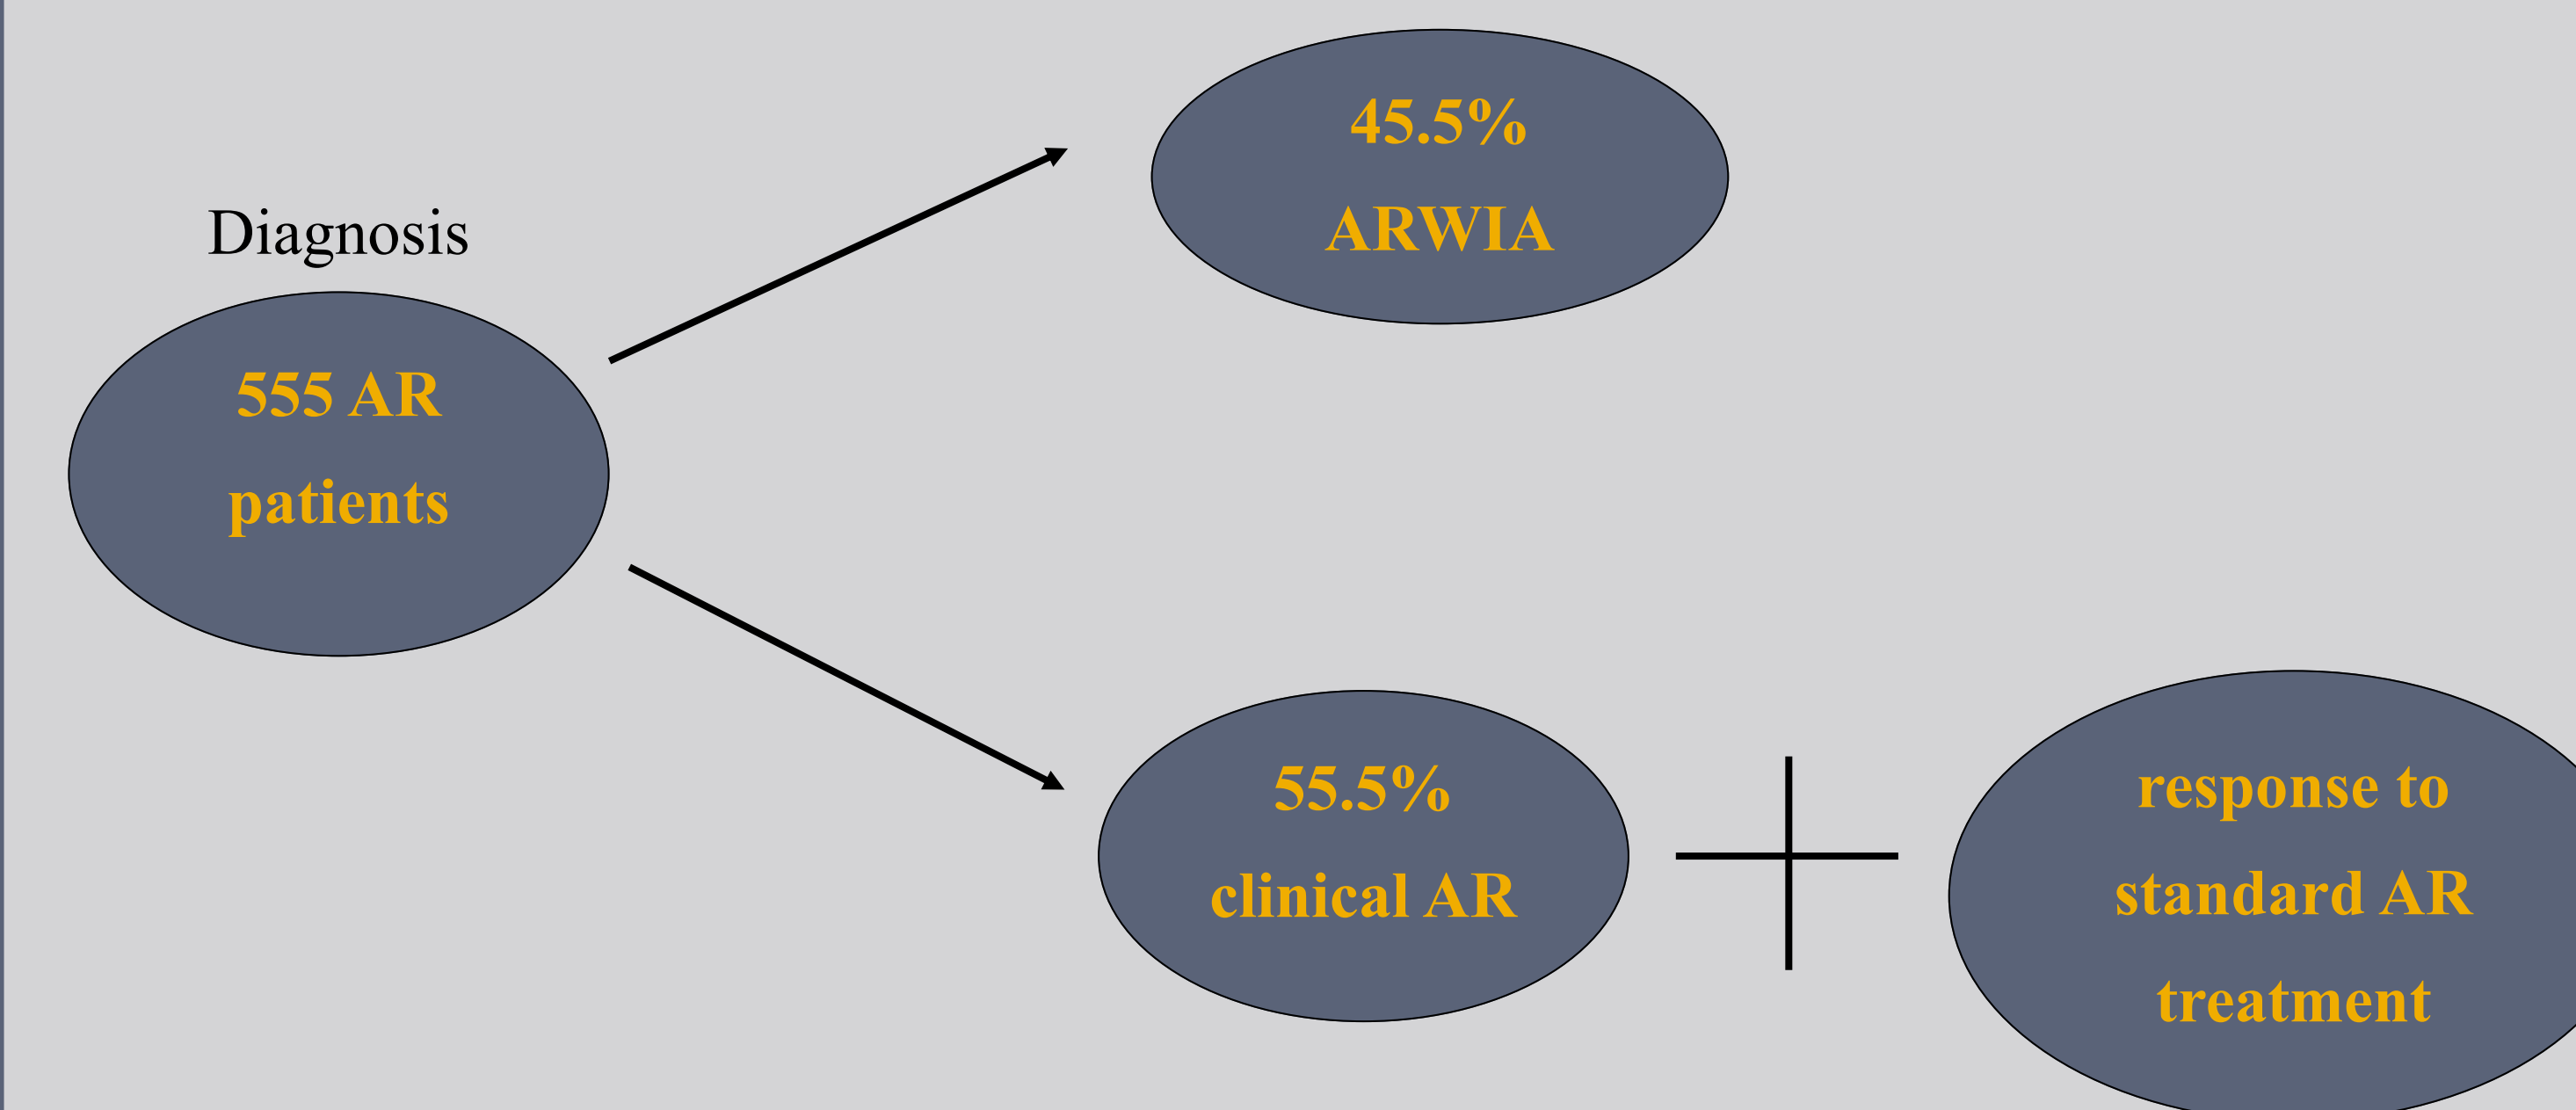 Diagnosis
555 AR
patients
45.5%
ARWIA
55.5%
clinical AR
response to
standard AR
treatment